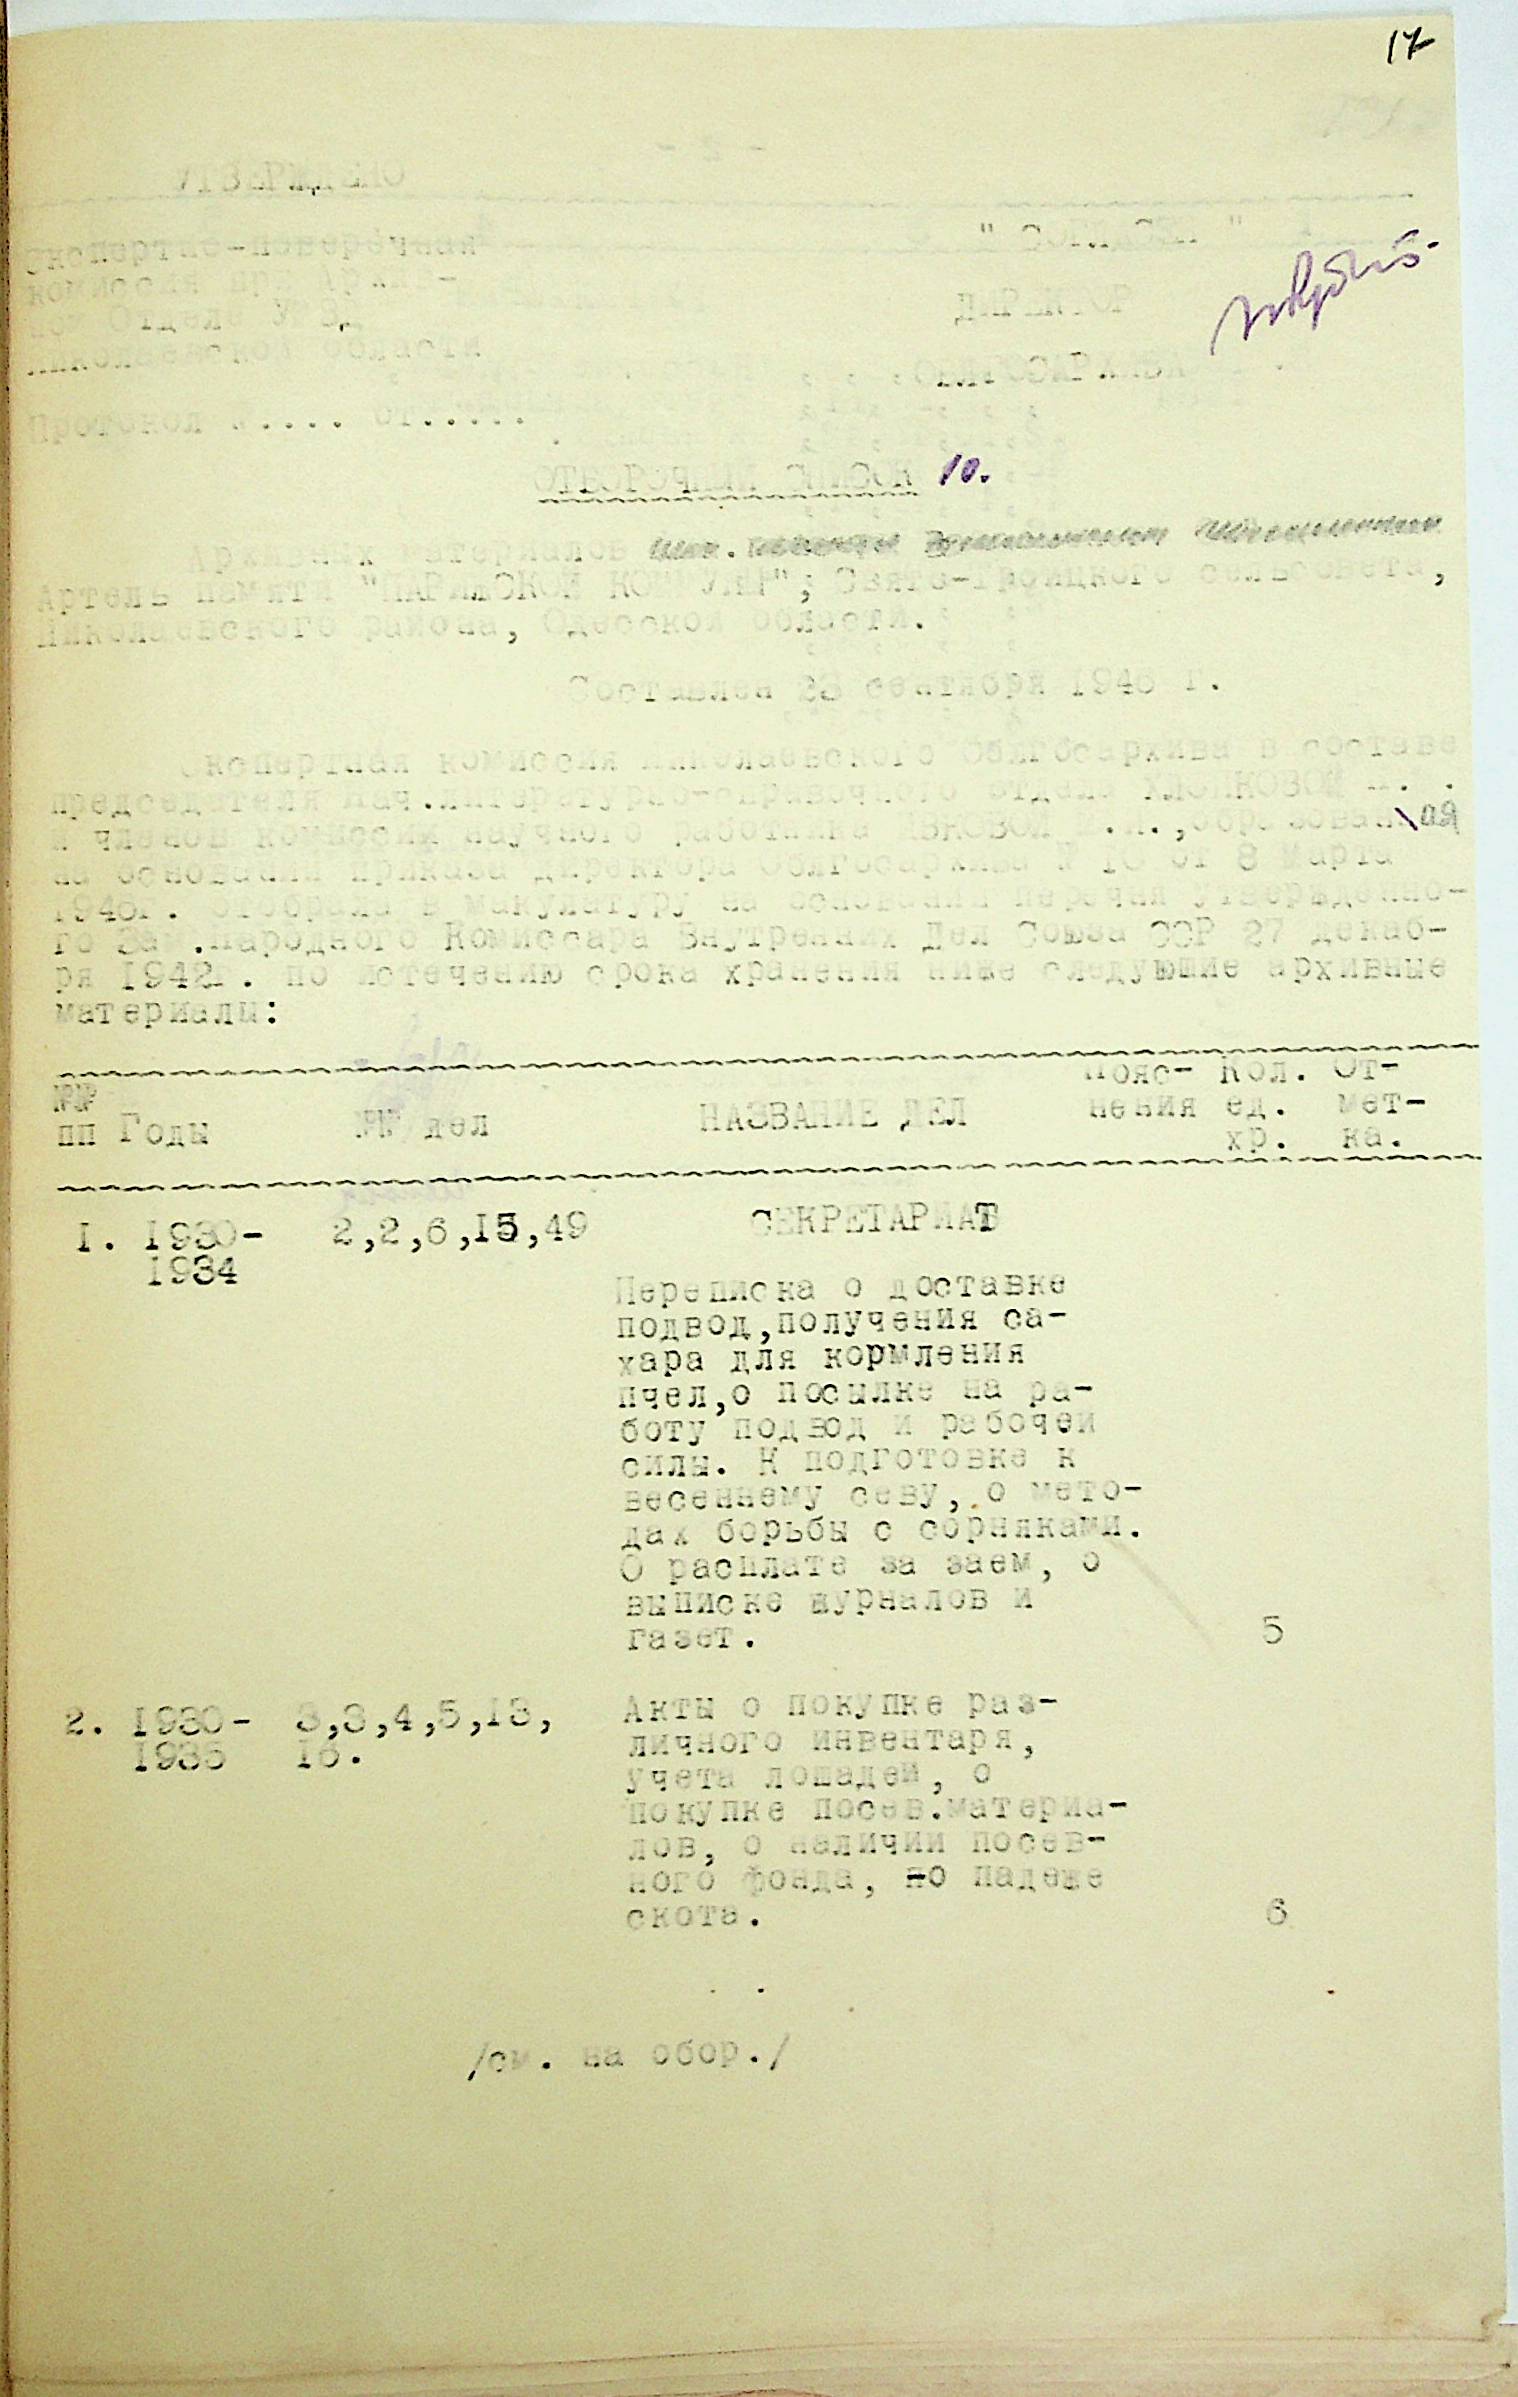 17
УТВЕРЖДЕНО
Экспертно-поверочная
" СОГЛАСЕН "
комиссия при Архив-
ДИРЕКТОР
ном Отделе УМВД
Николаевской области
ОБЛГОСАРХИВА
Протокол №.... от.....
ОТБОРОЧНЫЙ СПИСОК 10.
Архивных материалов
Артель памяти "ПАРИЖСКОЙ КОММУНЫ"; Свято-Троицкого сельсовета,
Николаевского района, Одесской области.
Составлен 23 сентября 1946 г.
Экспертная комиссия Николаевского Облгосархива в составе
председателя Нач.литературно-справочного отдела
и членов комиссии научного работника ная
на основании приказа Директора Облгосархива № 16 от 8 Марта
1946г. отобрала в макулатуру на основании перечня утвержденно-
го Зам.Народного Комиссара Внутренних Дел Союза ССР 27 декаб-
ря 1942г. по истечению срока хранения ниже следующие архивные
материалы:
№№ пп Годы №№ дел НАЗВАНИЕ ДЕЛ Пояс-нения Кол. ед. хр. От-мет-ка.
СЕКРЕТАРИАТ
1. 1930- 2,2,6,15,49
1934
Переписка о доставке
подвод,получения са-
хара для кормления
пчел,о посылке на ра-
боту подвод и рабочей
силы. К подготовке к
весеннему севу, о мето-
дах борьбы с сорняками.
О расплате за заем, о
выписке журналов и
газет. 5
2. 1930- 3,3,4,5,13, Акты о покупке раз-
1935 16. личного инвентаря,
учета лошадей, о
покупке посев.материа-
лов, о наличии посев-
ного фонда, о падеже
скота. 6
/см. на обор./